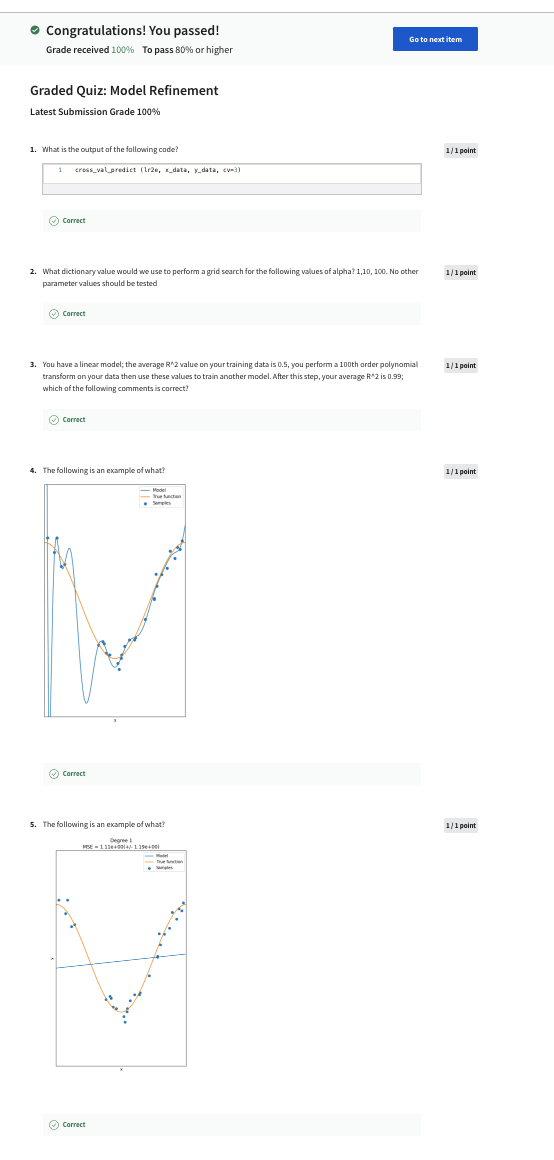 Congratulations! You passed!
Grade received 100% To pass 80% or higher
Go to next item
Graded Quiz: Model Refinement
Latest Submission Grade 100%
1. What is the output of the following code?
1 / 1 point
1 cross_val_predict (lr2e, x_data, y_data, cv=3)
Correct
2. What dictionary value would we use to perform a grid search for the following values of alpha? 1,10, 100. No other
parameter values should be tested
1 / 1 point
Correct
3. You have a linear model; the average R^2 value on your training data is 0.5, you perform a 100th order polynomial
transform on your data then use these values to train another model. After this step, your average R^2 is 0.99;
which of the following comments is correct?
1 / 1 point
Correct
4. The following is an example of what?
1 / 1 point
Model
True function
Samples
x
Correct
5. The following is an example of what?
1 / 1 point
Degree 1
MSE = 1.11e+00(+/- 1.19e+00)
Model
True function
Samples
y
x
Correct